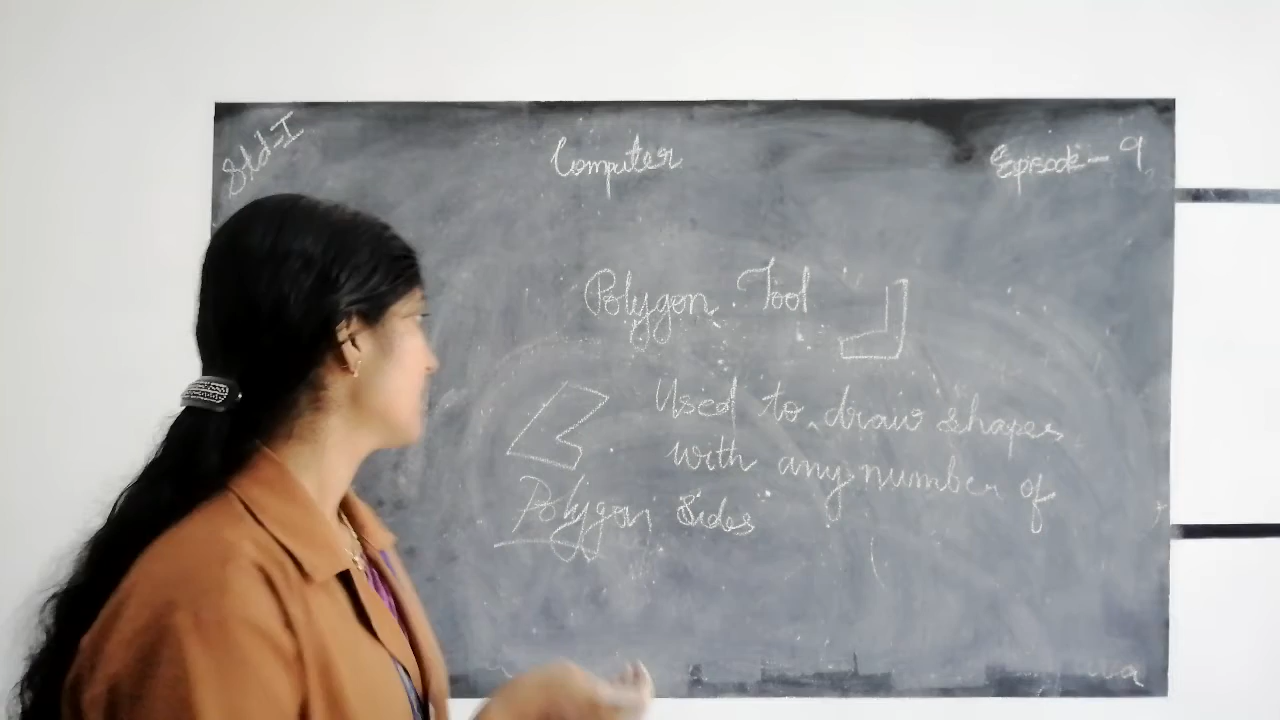 Std-I
Computer
Episode-9
Polygon Tool
Used to draw shapes
with any number of
Polygon Sides